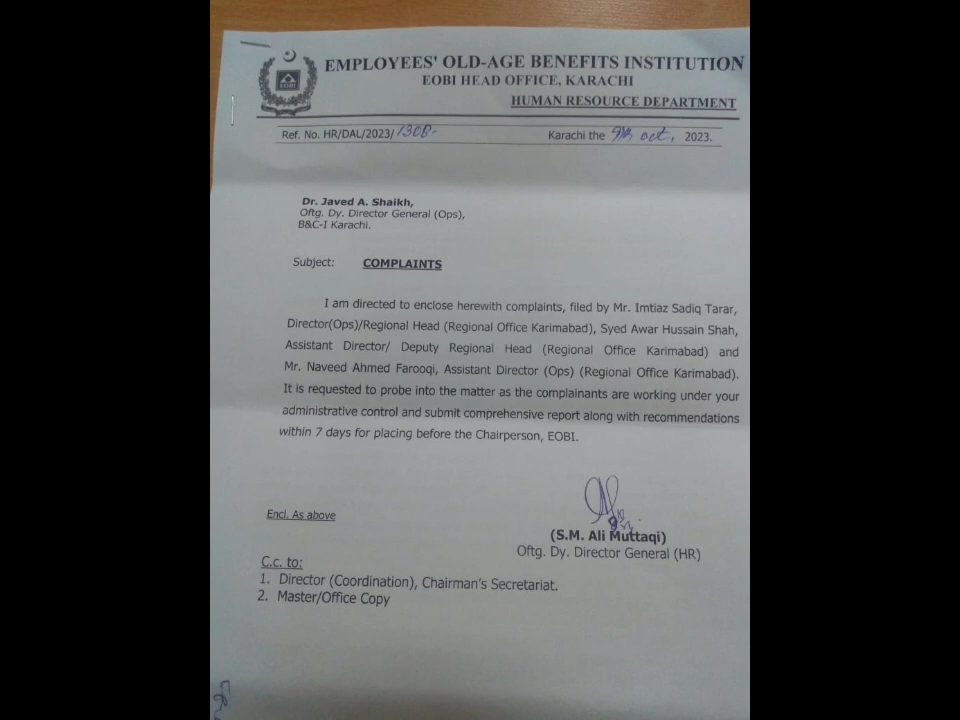 EMPLOYEES' OLD-AGE BENEFITS INSTITUTION
EOBI HEAD OFFICE, KARACHI
HUMAN RESOURCE DEPARTMENT
EOBI
Ref. No. HR/DAL/2023/1308- Karachi the 9th oct, 2023.
Dr. Javed A. Shaikh,
Oftg. Dy. Director General (Ops),
B&C-I Karachi.
Subject: COMPLAINTS
I am directed to enclose herewith complaints, filed by Mr. Imtiaz Sadiq Tarar,
Director(Ops)/Regional Head (Regional Office Karimabad), Syed Awar Hussain Shah,
Assistant Director/ Deputy Regional Head (Regional Office Karimabad) and
Mr. Naveed Ahmed Farooqi, Assistant Director (Ops) (Regional Office Karimabad).
It is requested to probe into the matter as the complainants are working under your
administrative control and submit comprehensive report along with recommendations
within 7 days for placing before the Chairperson, EOBI.
Encl. As above
(S.M. Ali Muttaqi)
Oftg. Dy. Director General (HR)
C.c. to:
1. Director (Coordination), Chairman's Secretariat.
2. Master/Office Copy